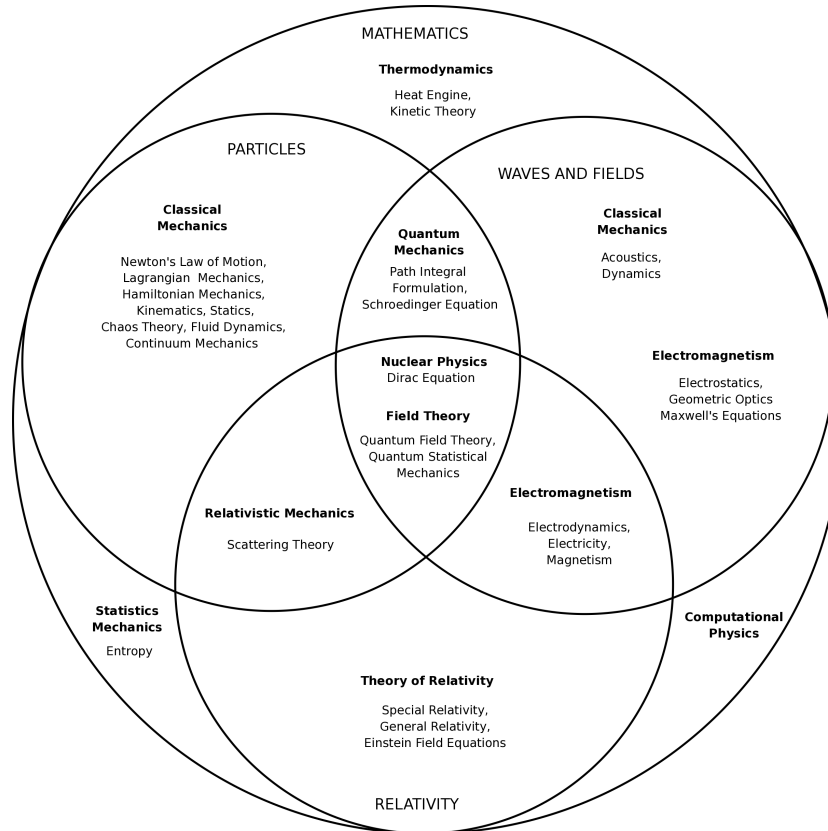 MATHEMATICS
Thermodynamics
Heat Engine,
Kinetic Theory
PARTICLES
WAVES AND FIELDS
Classical
Mechanics
Newton's Law of Motion,
Lagrangian  Mechanics,
Hamiltonian Mechanics,
Kinematics, Statics,
Chaos Theory, Fluid Dynamics,
Continuum Mechanics
Quantum
Mechanics
Path Integral
Formulation,
Schroedinger Equation
Classical
Mechanics
Acoustics,
Dynamics
Electromagnetism
Electrostatics,
Geometric Optics
Maxwell's Equations
Nuclear Physics
Dirac Equation
Field Theory
Quantum Field Theory,
Quantum Statistical
Mechanics
Relativistic Mechanics
Scattering Theory
Electromagnetism
Electrodynamics,
Electricity,
Magnetism
Statistics
Mechanics
Entropy
Computational
Physics
Theory of Relativity
Special Relativity,
General Relativity,
Einstein Field Equations
RELATIVITY